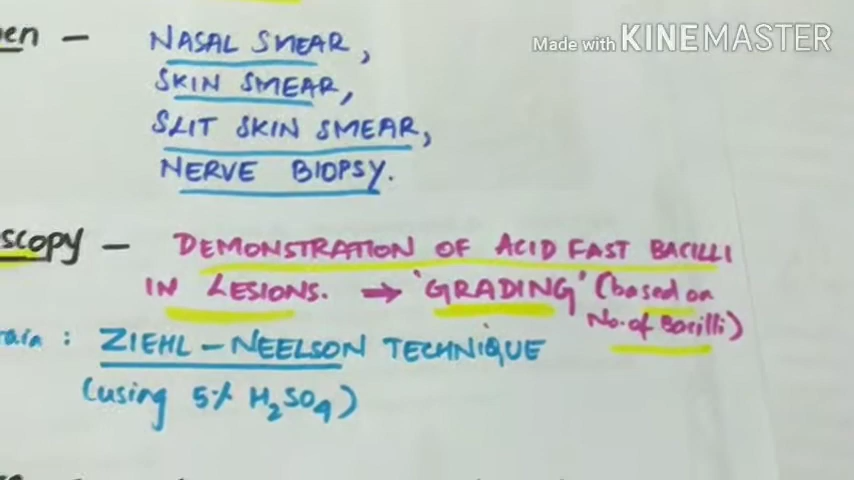 Made with KINEMASTER
en – NASAL SMEAR,
SKIN SMEAR,
SLIT SKIN SMEAR,
NERVE BIOPSY.
scopy – DEMONSTRATION OF ACID FAST BACILLI
IN LESIONS. → 'GRADING' (based on
No. of Bacilli)
: ZIEHL – NEELSON TECHNIQUE
(using 5% H₂SO₄)